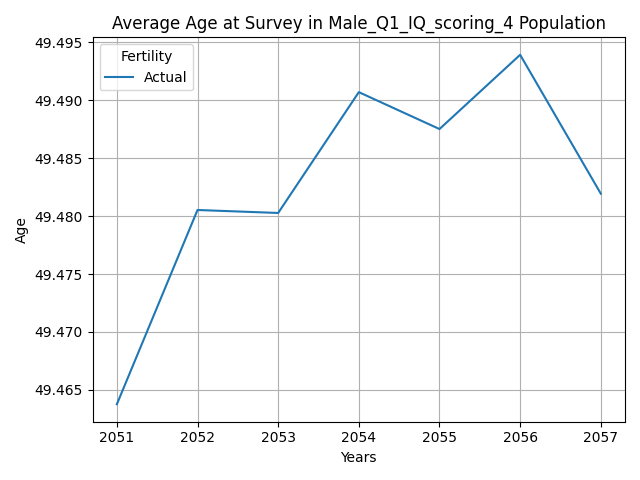 Average Age at Survey in Male_Q1_IQ_scoring_4 Population
Fertility
Actual
49.495
49.490
49.485
49.480
49.475
49.470
49.465
Age
2051 2052 2053 2054 2055 2056 2057
Years